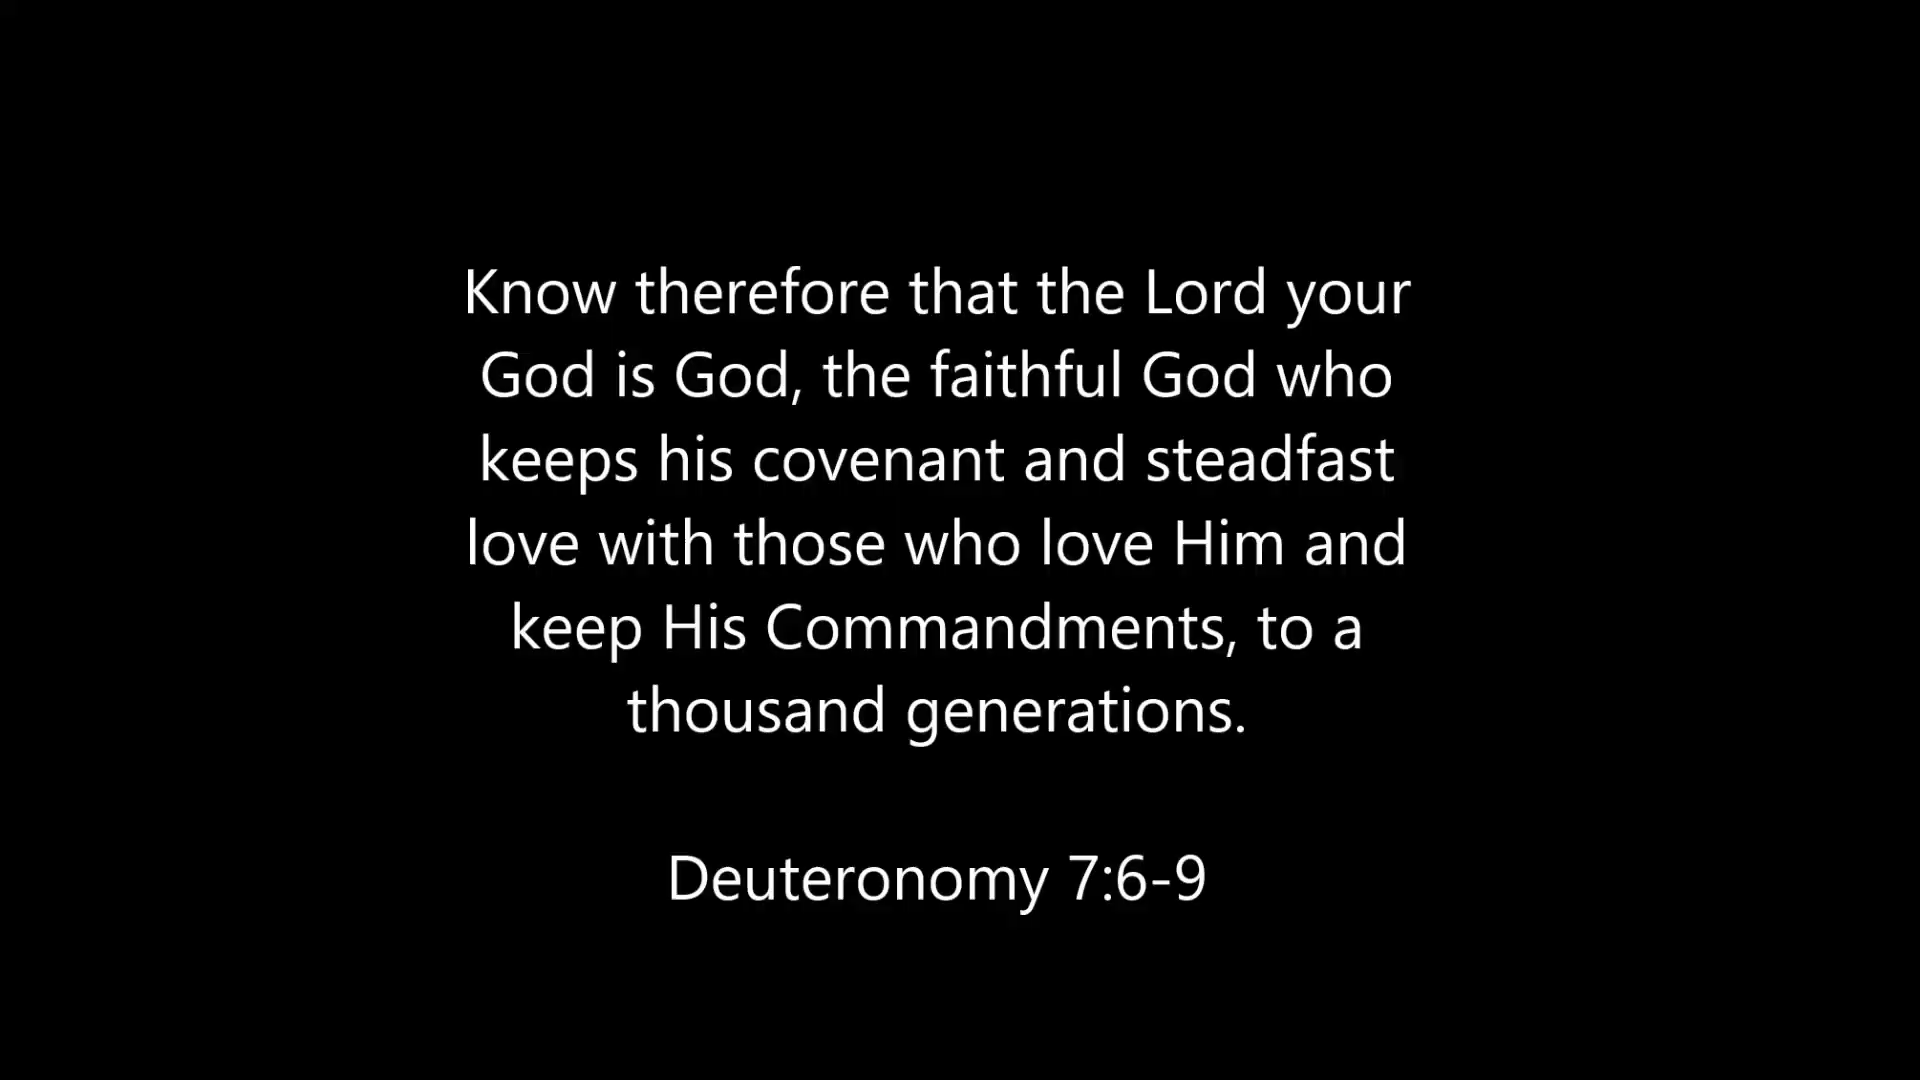 Know therefore that the Lord your
God is God, the faithful God who
keeps his covenant and steadfast
love with those who love Him and
keep His Commandments, to a
thousand generations.
Deuteronomy 7:6-9